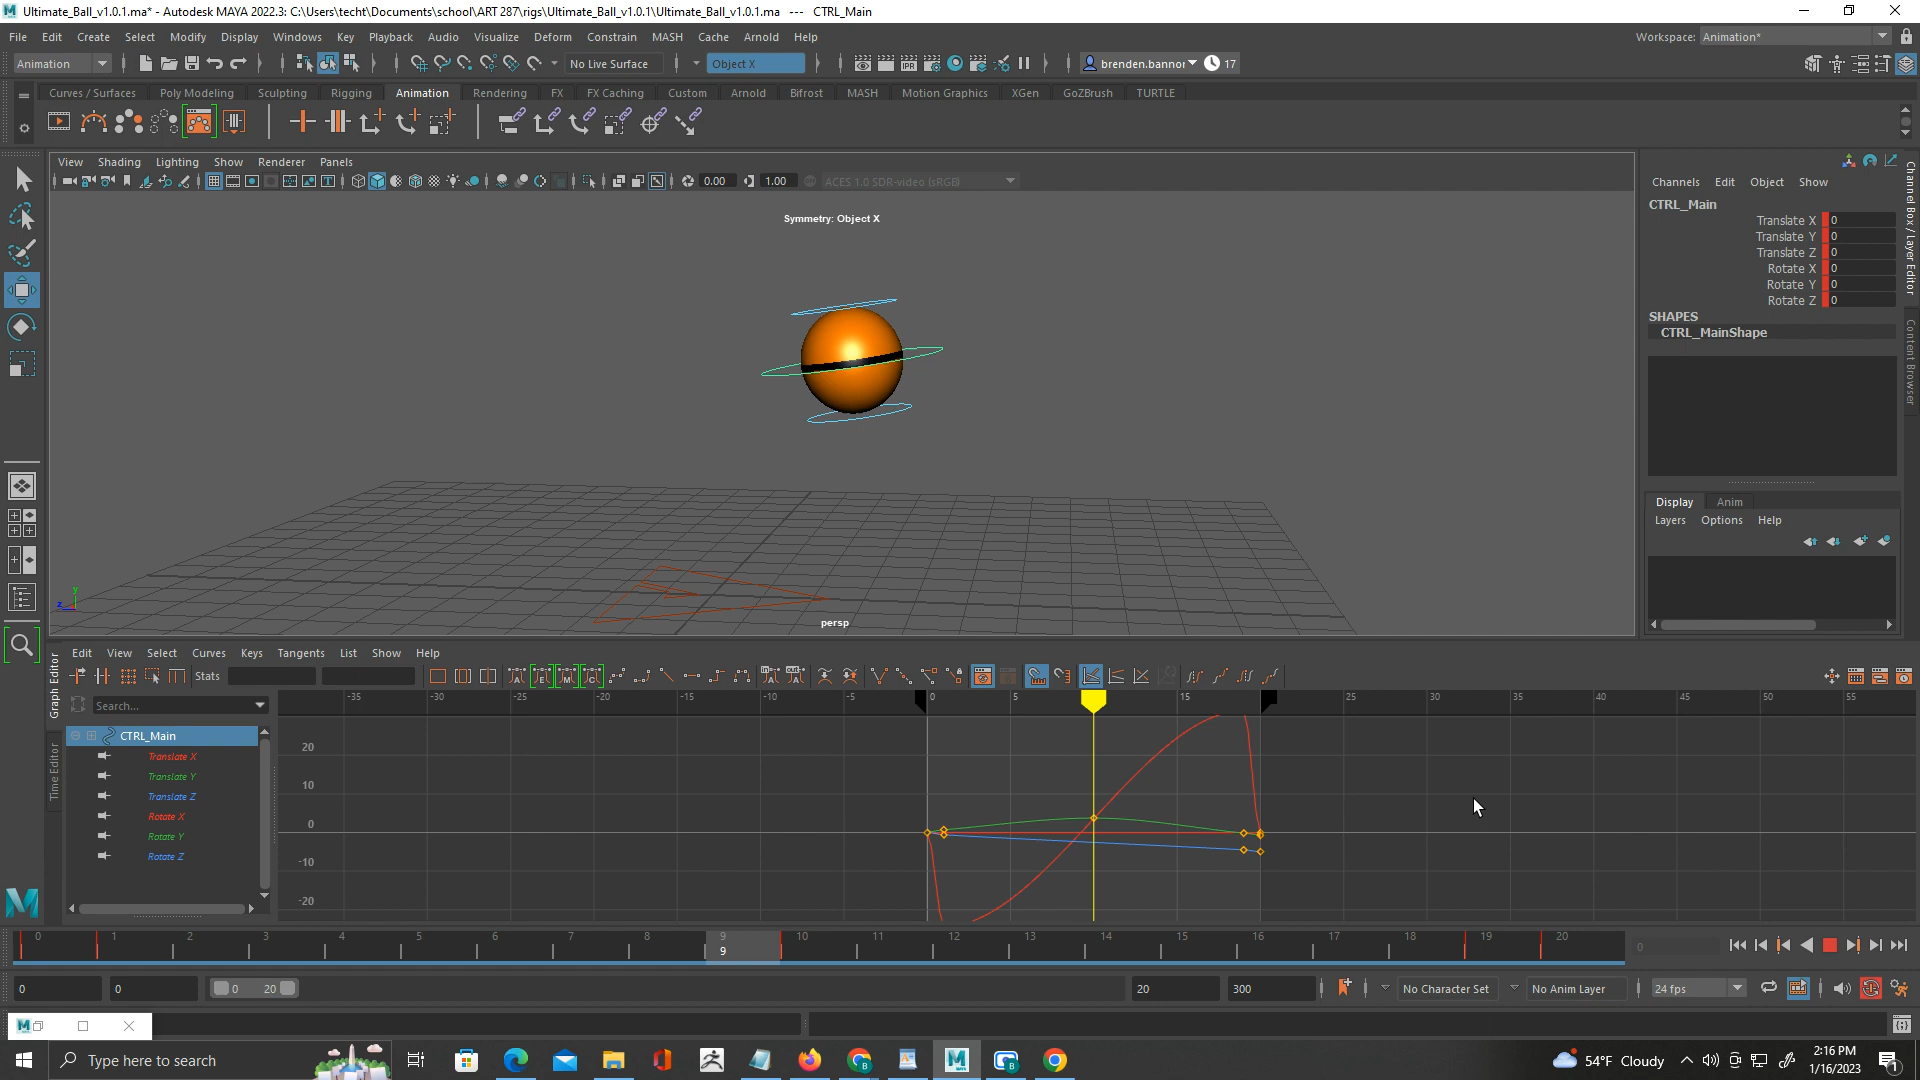 Ultimate_Ball_v1.0.1.ma* - Autodesk MAYA 2022.3: C:\Users\techt\Documents\school\ART 287\rigs\Ultimate_Ball_v1.0.1\Ultimate_Ball_v1.0.1.ma --- CTRL_Main
File Edit Create Select Modify Display Windows Key Playback Audio Visualize Deform Constrain MASH Cache Arnold Help
Workspace: Animation*
Animation No Live Surface Object X brenden.bannor 17
Curves / Surfaces Poly Modeling Sculpting Rigging Animation Rendering FX FX Caching Custom Arnold Bifrost MASH Motion Graphics XGen GoZBrush TURTLE
View Shading Lighting Show Renderer Panels
0.00 1.00 ACES 1.0 SDR-video (sRGB)
Symmetry: Object X
persp
y
z
Channels Edit Object Show
CTRL_Main
Translate X 0
Translate Y 0
Translate Z 0
Rotate X 0
Rotate Y 0
Rotate Z 0
SHAPES
CTRL_MainShape
Channel Box / Layer Editor
Content Browser
Display Anim
Layers Options Help
Graph Editor
Time Editor
Edit View Select Curves Keys Tangents List Show Help
Stats
Search...
CTRL_Main
Translate X
Translate Y
Translate Z
Rotate X
Rotate Y
Rotate Z
-35 -30 -25 -20 -15 -10 -5 0 5 15 25 30 35 40 45 50 55
20
10
0
-10
-20
0 1 2 3 4 5 6 7 8 9 10 11 12 13 14 15 16 17 18 19 20
9
0
0 0 0 20 20 300 No Character Set No Anim Layer 24 fps
Type here to search
54°F Cloudy
2:16 PM
1/16/2023
1